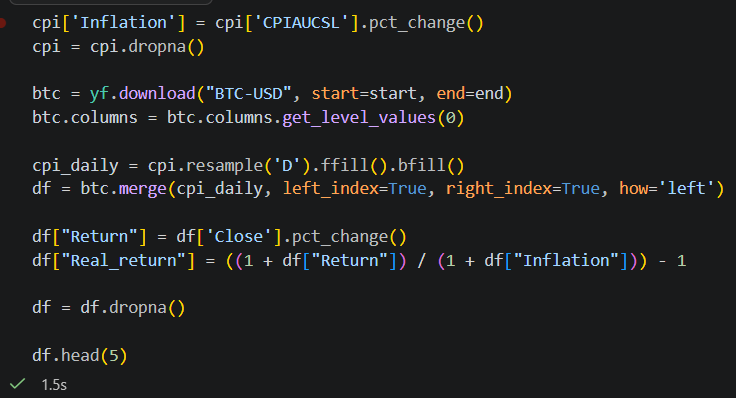 cpi['Inflation'] = cpi['CPIAUCSL'].pct_change()
cpi = cpi.dropna()
btc = yf.download("BTC-USD", start=start, end=end)
btc.columns = btc.columns.get_level_values(0)
cpi_daily = cpi.resample('D').ffill().bfill()
df = btc.merge(cpi_daily, left_index=True, right_index=True, how='left')
df["Return"] = df['Close'].pct_change()
df["Real_return"] = ((1 + df["Return"]) / (1 + df["Inflation"])) - 1
df = df.dropna()
df.head(5)
1.5s